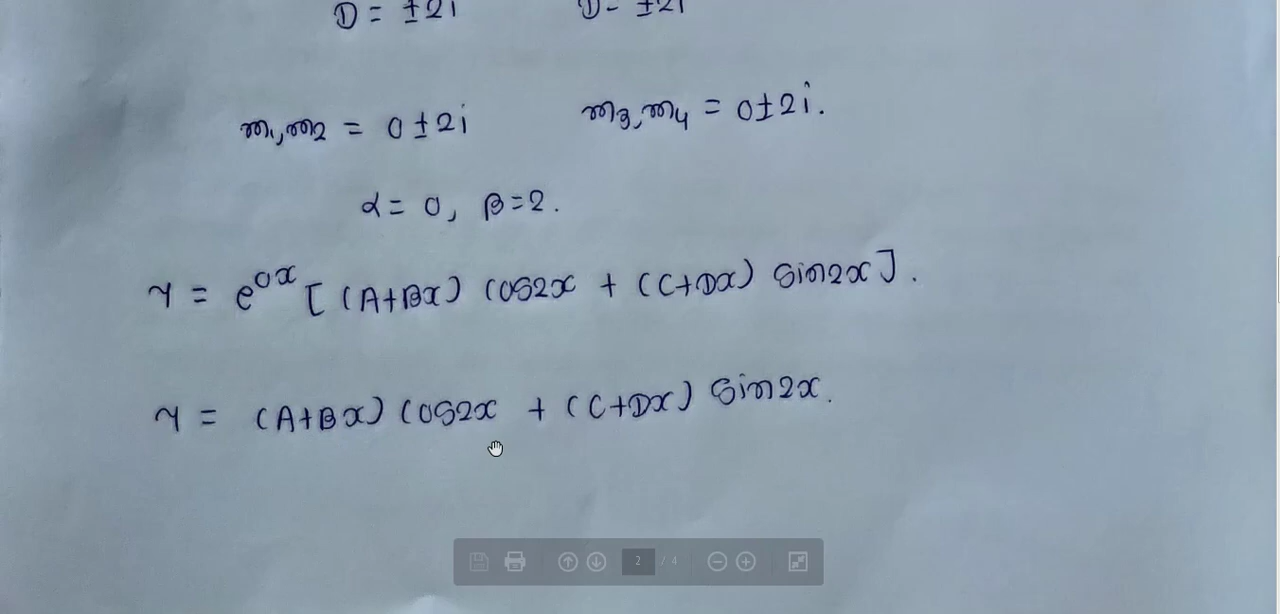 D = ±2i D = ±2i
m1,m2 = 0 ± 2i m3,m4 = 0±2i.
α = 0, β = 2.
y = e^0x [ (A+Bx) cos2x + (C+Dx) sin2x ].
y = (A+Bx) cos2x + (C+Dx) sin2x.
2 / 4